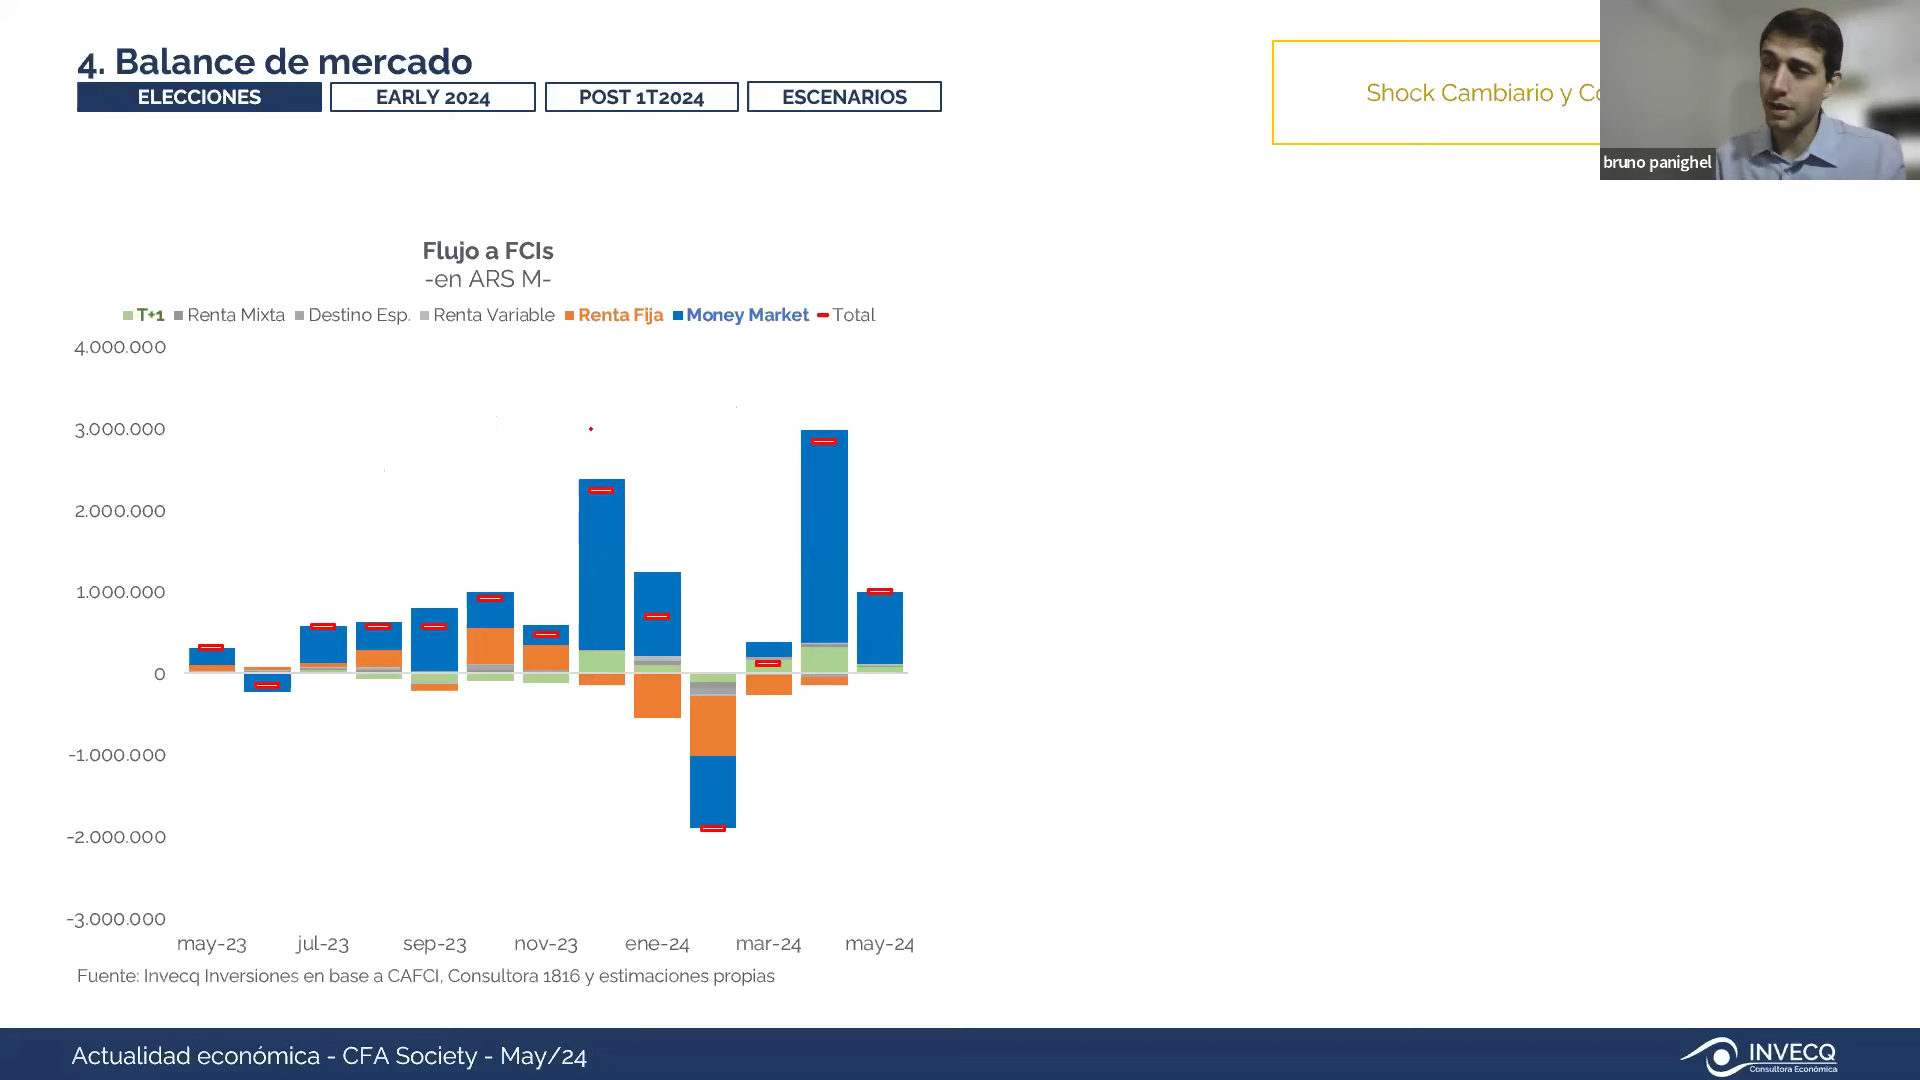 4. Balance de mercado
ELECCIONES
EARLY 2024
POST 1T2024
ESCENARIOS
Shock Cambiario y
bruno panighel
Flujo a FCIs
-en ARS M-
T+1 Renta Mixta Destino Esp. Renta Variable Renta Fija Money Market Total
4.000.000
3.000.000
2.000.000
1.000.000
0
-1.000.000
-2.000.000
-3.000.000
may-23 jul-23 sep-23 nov-23 ene-24 mar-24 may-24
Fuente: Invecq Inversiones en base a CAFCI, Consultora 1816 y estimaciones propias
Actualidad económica - CFA Society - May/24
INVECQ
Consultora Económica